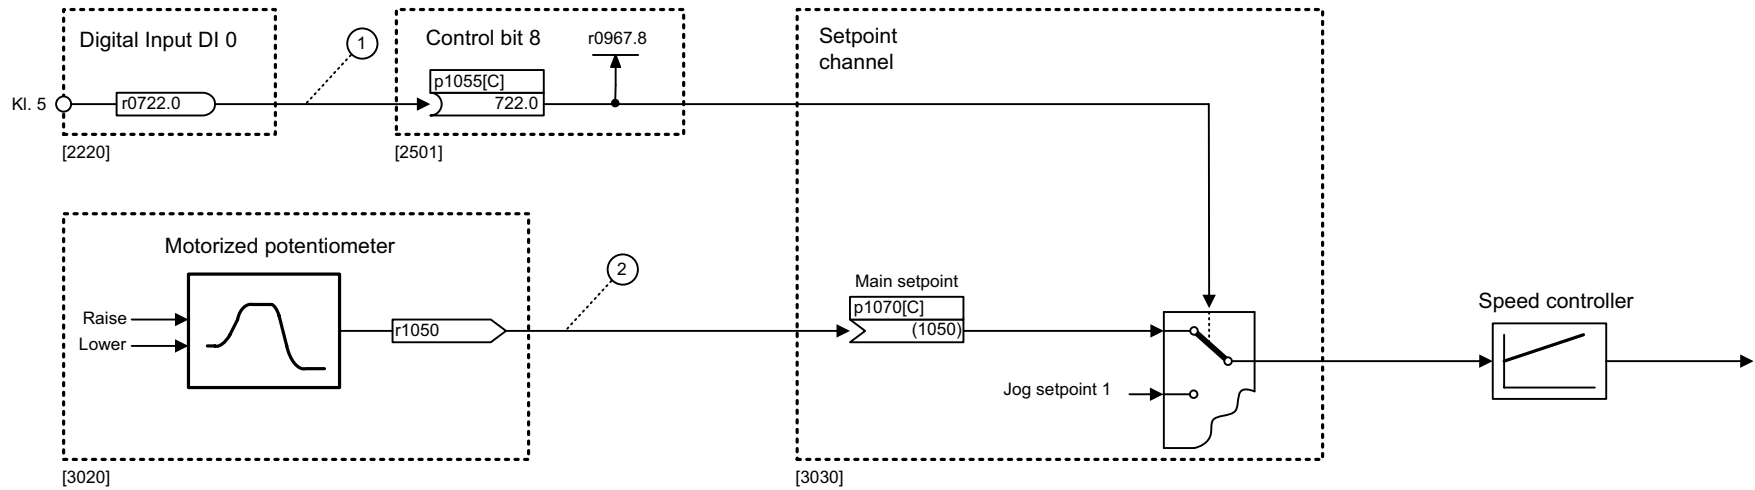 Digital Input DI 0
1
Control bit 8
r0967.8
Setpoint
channel
p1055[C]
Kl. 5
r0722.0
722.0
[2220]
[2501]
Motorized potentiometer
2
Main setpoint
p1070[C]
Speed controller
Raise
r1050
(1050)
Lower
Jog setpoint 1
[3020]
[3030]